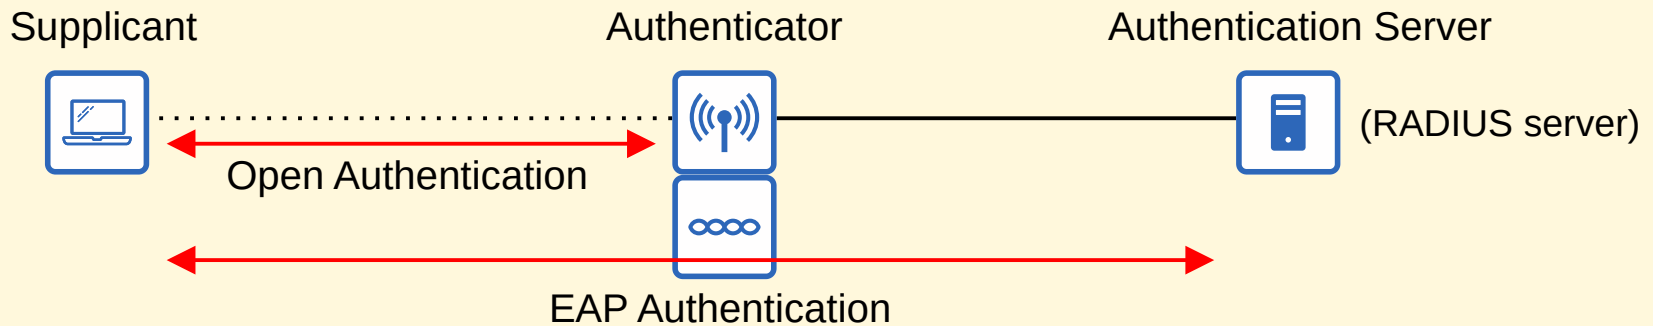 Supplicant
Authenticator
Authentication Server
(RADIUS server)
Open Authentication
EAP Authentication